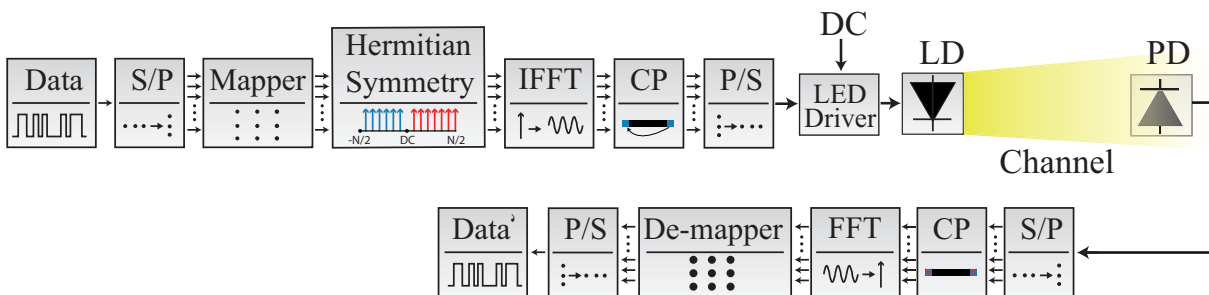 Data
S/P
Mapper
Hermitian
Symmetry
-N/2 DC N/2
IFFT
CP
P/S
DC
LED
Driver
LD
PD
Channel
Data'
P/S
De-mapper
FFT
CP
S/P